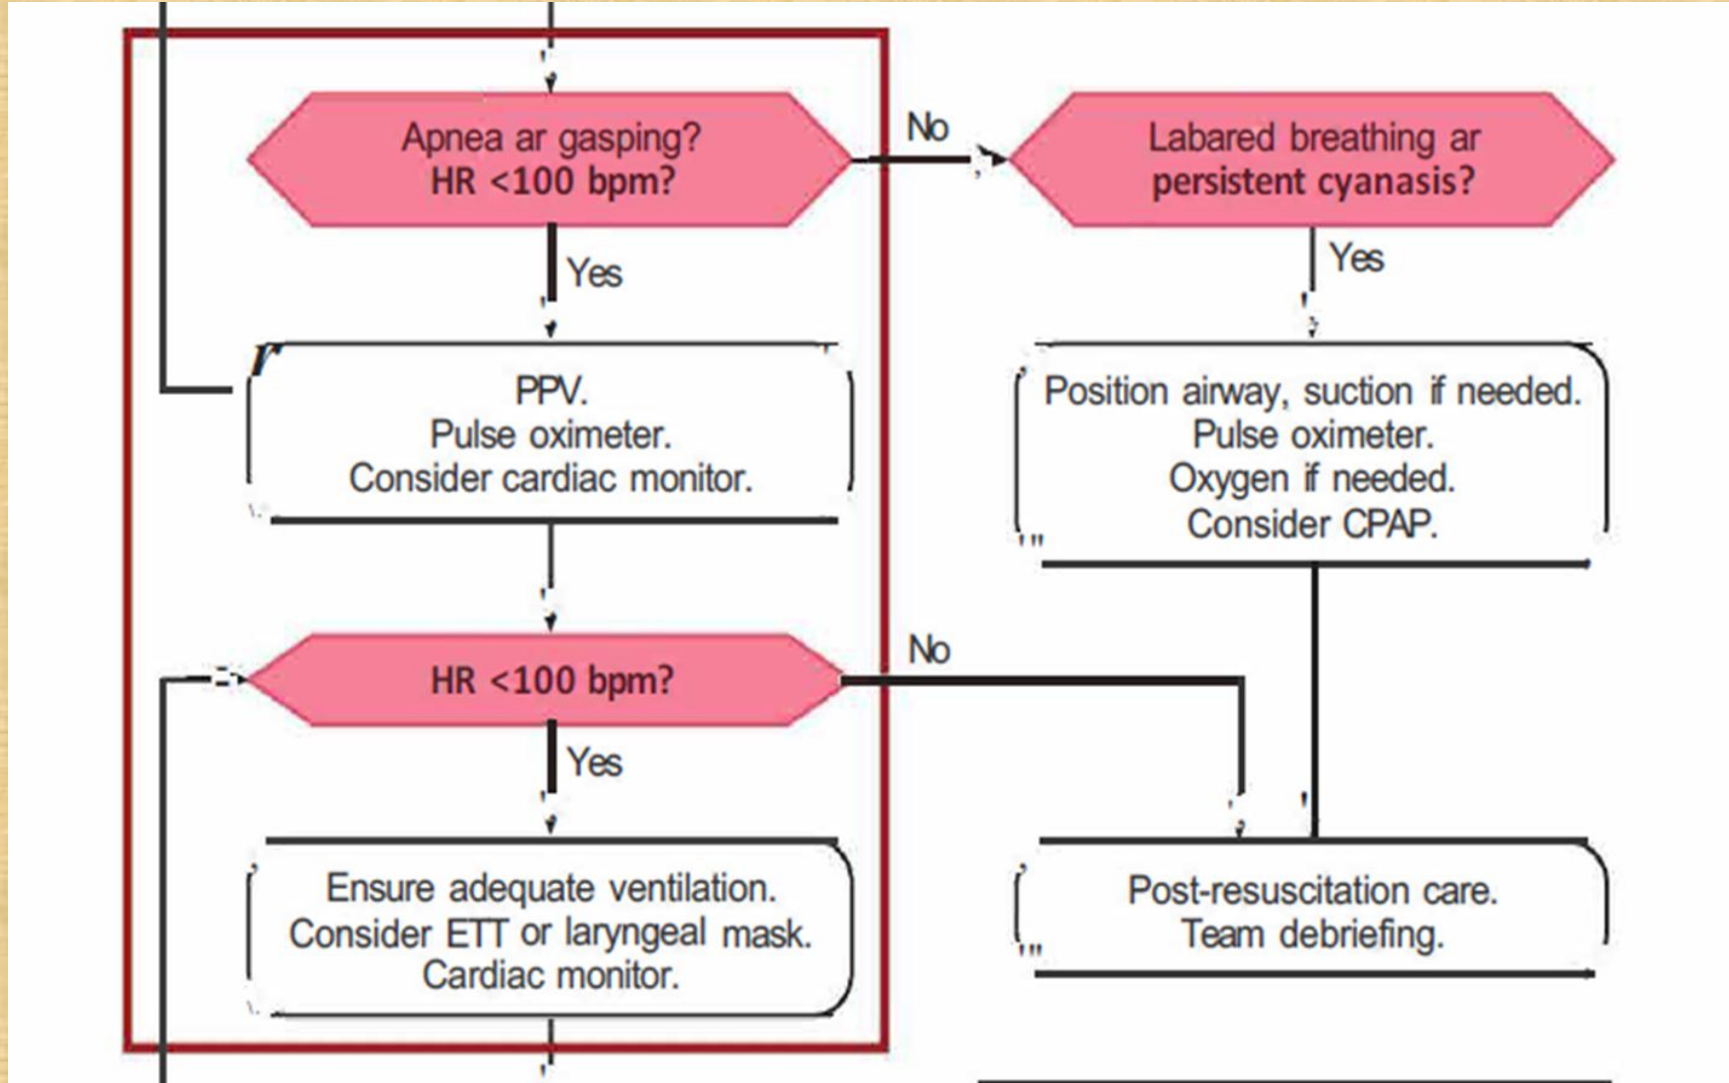 Apnea ar gasping?
HR <100 bpm?
No
Labared breathing ar
persistent cyanasis?
Yes
Yes
PPV.
Pulse oximeter.
Consider cardiac monitor.
Position airway, suction if needed.
Pulse oximeter.
Oxygen if needed.
Consider CPAP.
HR <100 bpm?
No
Yes
Ensure adequate ventilation.
Consider ETT or laryngeal mask.
Cardiac monitor.
Post-resuscitation care.
Team debriefing.